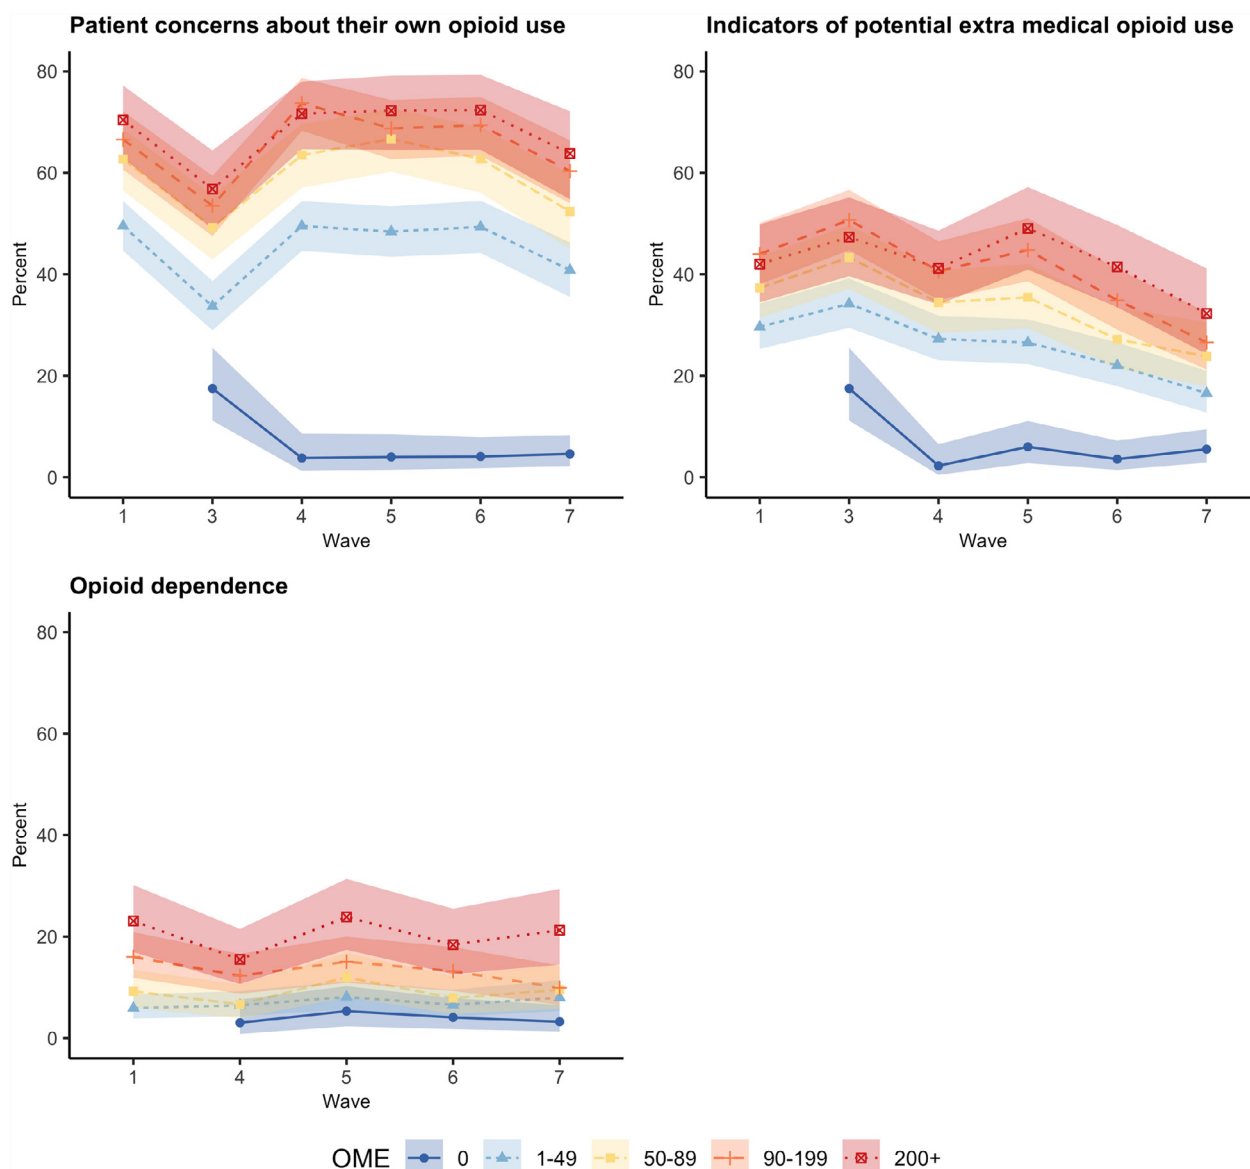 Patient concerns about their own opioid use
80
60
40
20
0
Percent
1 3 4 5 6 7
Wave
Indicators of potential extra medical opioid use
80
60
40
20
0
Percent
1 3 4 5 6 7
Wave
Opioid dependence
80
60
40
20
0
Percent
1 4 5 6 7
Wave
OME 0 1-49 50-89 90-199 200+